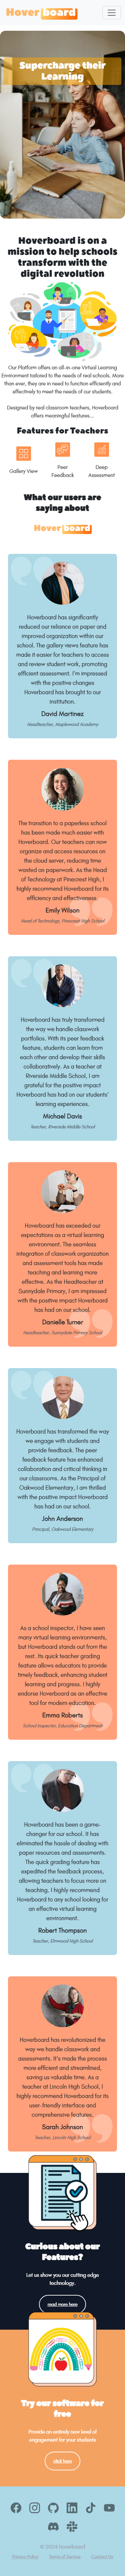 Hoverboard
Supercharge their
Learning
Hoverboard is on a
mission to help schools
transform with the
digital revolution
Our Platform offers an all-in-one Virtual Learning
Environment tailored to the needs of schools. More
than ever, they are in need to function efficiently and
effectively to meet the needs of our students.
Designed by real classroom teachers, Hoverboard
offers meaningful features...
Features for Teachers
Gallery View
Peer
Feedback
Deep
Assessment
What our users are
saying about
Hoverboard
Hoverboard has significantly
reduced our reliance on paper and
improved organization within our
school. The gallery view feature has
made it easier for teachers to access
and review student work, promoting
efficient assessment. I'm impressed
with the positive changes
Hoverboard has brought to our
institution.
David Martinez
Headteacher, Maplewood Academy
The transition to a paperless school
has been made much easier with
Hoverboard. Our teachers can now
organize and access resources on
the cloud server, reducing time
wasted on paperwork. As the Head
of Technology at Pinecrest High, I
highly recommend Hoverboard for its
efficiency and effectiveness.
Emily Wilson
Head of Technology, Pinecrest High School
Hoverboard has truly transformed
the way we handle classwork
portfolios. With its peer feedback
feature, students can learn from
each other and develop their skills
collaboratively. As a teacher at
Riverside Middle School, I am
grateful for the positive impact
Hoverboard has had on our students'
learning experiences.
Michael Davis
Teacher, Riverside Middle School
Hoverboard has exceeded our
expectations as a virtual learning
environment. The seamless
integration of classwork organization
and assessment tools has made
teaching and learning more
effective. As the Headteacher at
Sunnydale Primary, I am impressed
with the positive impact Hoverboard
has had on our school.
Danielle Turner
Headteacher, Sunnydale Primary School
Hoverboard has transformed the way
we engage with students and
provide feedback. The peer
feedback feature has enhanced
collaboration and critical thinking in
our classrooms. As the Principal of
Oakwood Elementary, I am thrilled
with the positive impact Hoverboard
has had on our school.
John Anderson
Principal, Oakwood Elementary
As a school inspector, I have seen
many virtual learning environments,
but Hoverboard stands out from the
rest. Its quick teacher grading
feature allows educators to provide
timely feedback, enhancing student
learning and progress. I highly
endorse Hoverboard as an effective
tool for modern education.
Emma Roberts
School Inspector, Education Department
Hoverboard has been a game-
changer for our school. It has
eliminated the hassle of dealing with
paper resources and assessments.
The quick grading feature has
expedited the feedback process,
allowing teachers to focus more on
teaching. I highly recommend
Hoverboard to any school looking for
an effective virtual learning
environment.
Robert Thompson
Teacher, Elmwood High School
Hoverboard has revolutionized the
way we handle classwork and
assessments. It's made the process
more efficient and streamlined,
saving us valuable time. As a
teacher at Lincoln High School, I
highly recommend Hoverboard to its
user-friendly interface and
comprehensive features.
Sarah Johnson
Teacher, Lincoln High School
Curious about our
Features?
Let us show you our cutting edge
technology.
read more here
Try our software for
free
Provide an entirely new level of
engagement for your students
click here
© 2024 hoverboard
Privacy Policy
Terms of Service
Contact Us